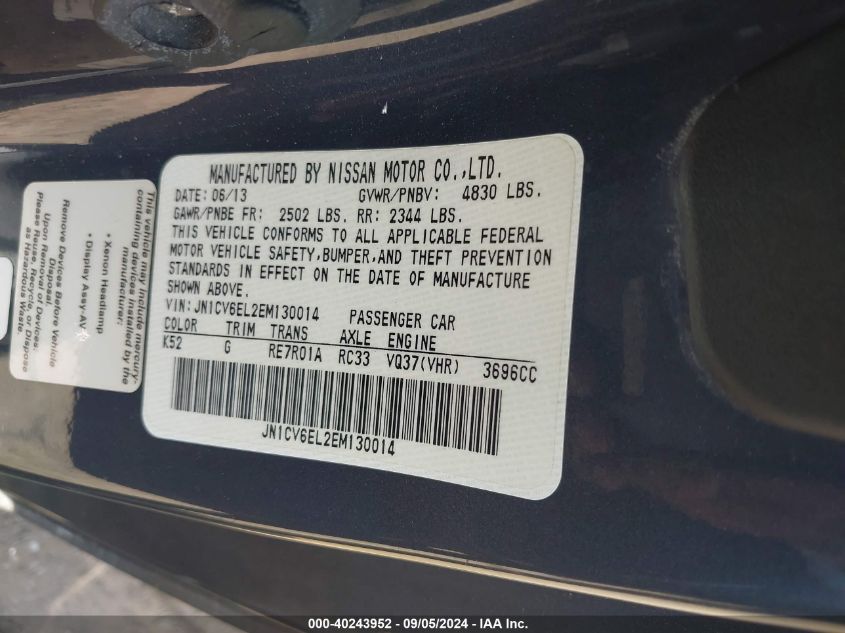 MANUFACTURED BY NISSAN MOTOR CO.,LTD.
DATE: 06/13 GVWR/PNBV: 4830 LBS.
GAWR/PNBE FR: 2502 LBS. RR: 2344 LBS.
THIS VEHICLE CONFORMS TO ALL APPLICABLE FEDERAL
MOTOR VEHICLE SAFETY,BUMPER,AND THEFT PREVENTION
STANDARDS IN EFFECT ON THE DATE OF MANUFACTURE
SHOWN ABOVE.
VIN: JN1CV6EL2EM130014 PASSENGER CAR
COLOR TRIM TRANS AXLE ENGINE
K52 G RE7R01A RC33 VQ37(VHR) 3696CC
JN1CV6EL2EM130014
This vehicle may include mercury-
containing devices installed by the
manufacturer:
• Xenon Headlamp
• Display Assy-AV
Remove Devices Before Vehicle
Disposal.
Upon Removal of Devices,
Please Reuse, Recycle, or Dispose
as Hazardous Waste.
000-40243952 - 09/05/2024 - IAA Inc.